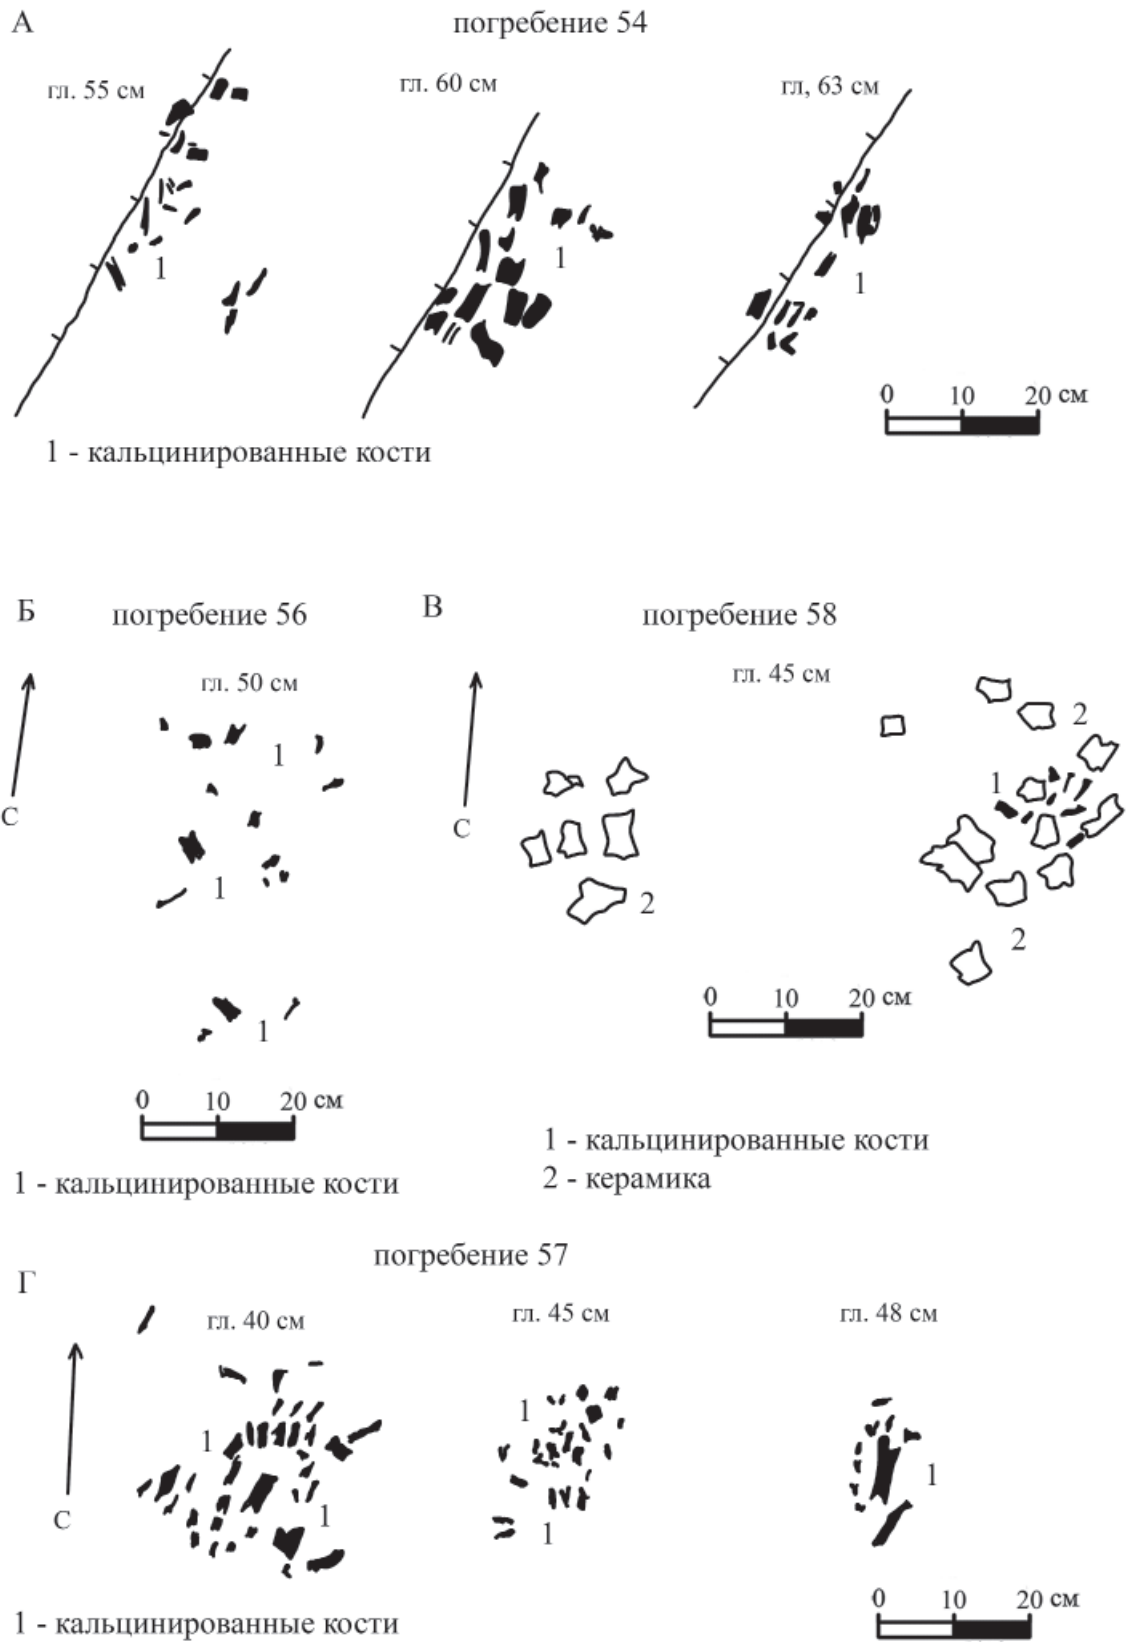 А
погребение 54
гл. 55 см
гл. 60 см
гл, 63 см
1
1
1
0 10 20 см
1 - кальцинированные кости
Б
погребение 56
гл. 50 см
С
1
1
1
0 10 20 см
1 - кальцинированные кости
В
погребение 58
гл. 45 см
С
2
1
2
2
0 10 20 см
1 - кальцинированные кости
2 - керамика
погребение 57
Г
гл. 40 см
гл. 45 см
гл. 48 см
С
1
1
1
1
1
0 10 20 см
1 - кальцинированные кости